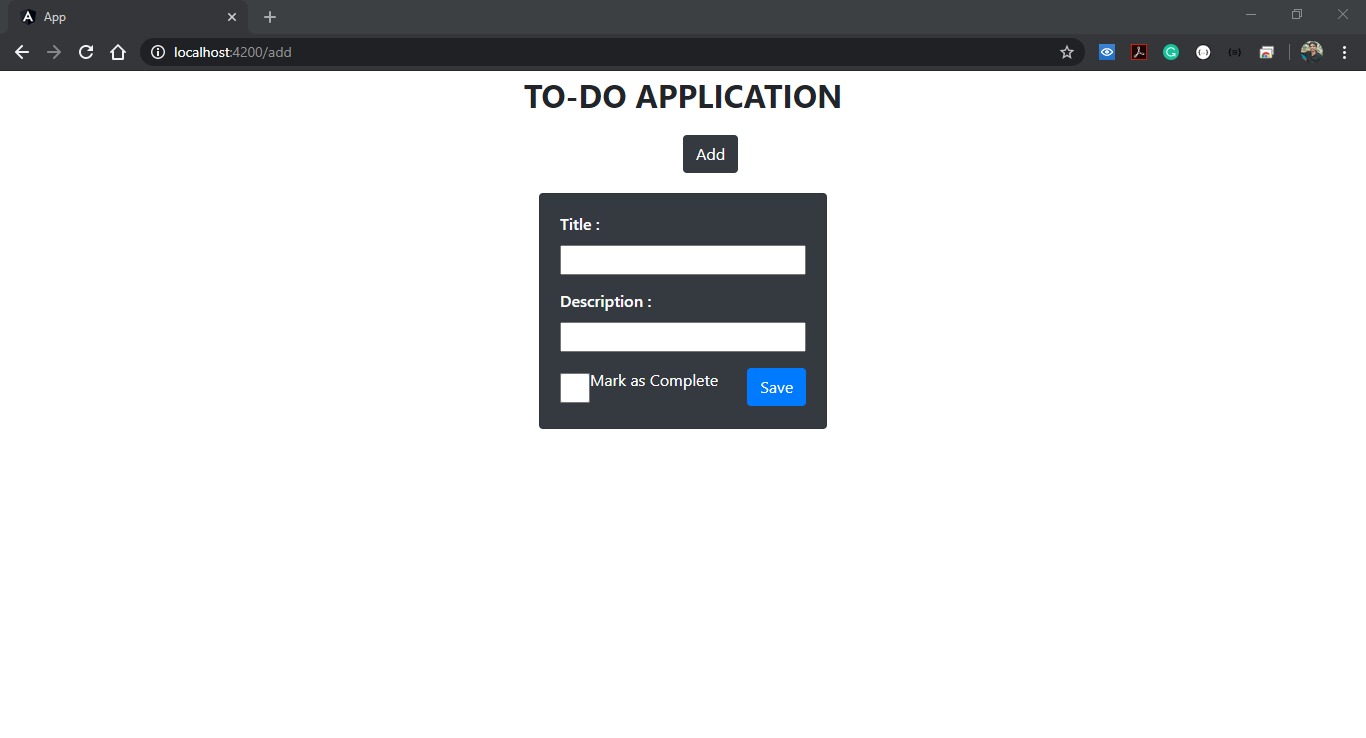 App
localhost:4200/add
TO-DO APPLICATION
Add
Title :
Description :
Mark as Complete Save